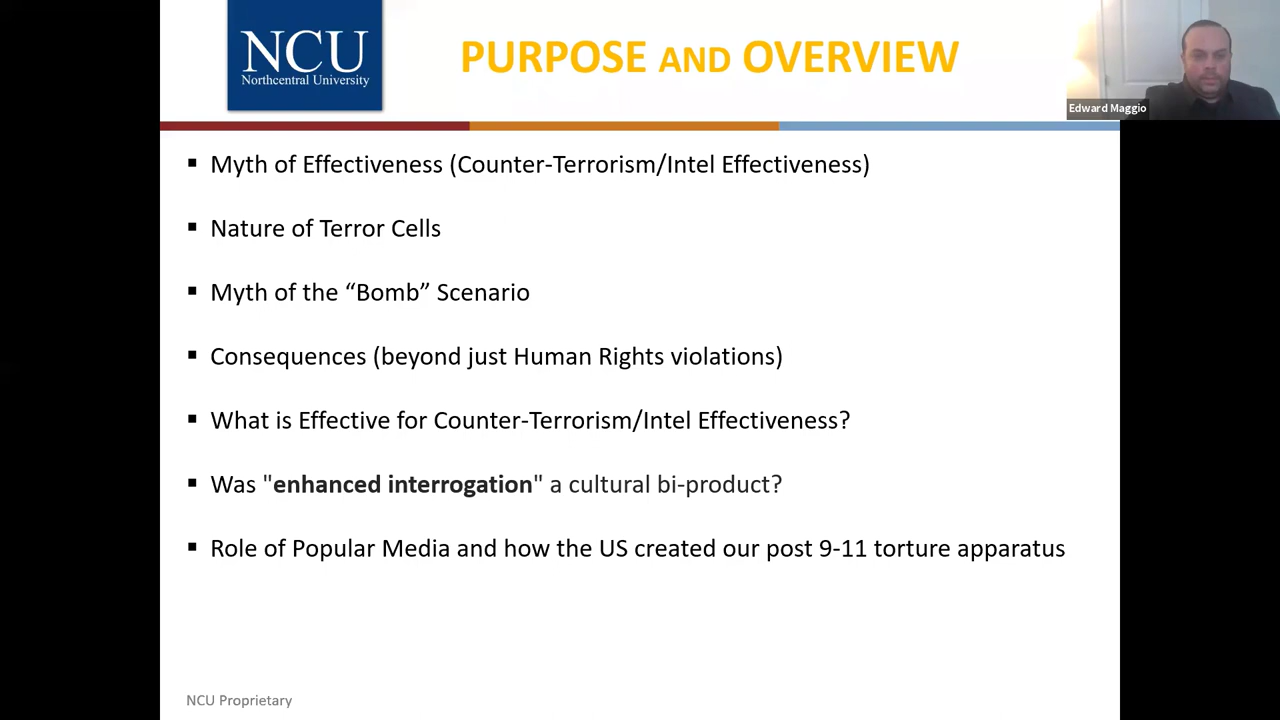 NCU
Northcentral University
PURPOSE AND OVERVIEW
Edward Maggio
▪ Myth of Effectiveness (Counter-Terrorism/Intel Effectiveness)
▪ Nature of Terror Cells
▪ Myth of the “Bomb” Scenario
▪ Consequences (beyond just Human Rights violations)
▪ What is Effective for Counter-Terrorism/Intel Effectiveness?
▪ Was "enhanced interrogation" a cultural bi-product?
▪ Role of Popular Media and how the US created our post 9-11 torture apparatus
NCU Proprietary